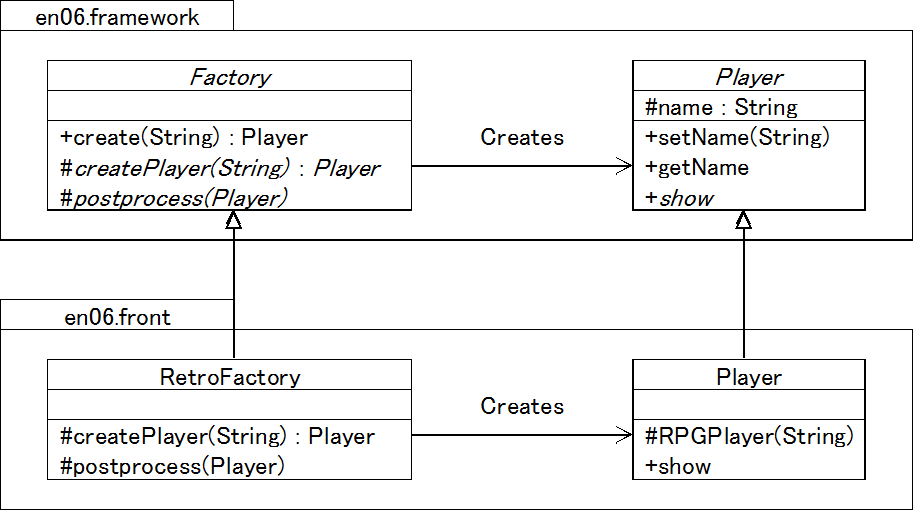 en06.framework
Factory
+create(String) : Player
#createPlayer(String) : Player
#postprocess(Player)
Creates
Player
#name : String
+setName(String)
+getName
+show
en06.front
RetroFactory
#createPlayer(String) : Player
#postprocess(Player)
Creates
Player
#RPGPlayer(String)
+show